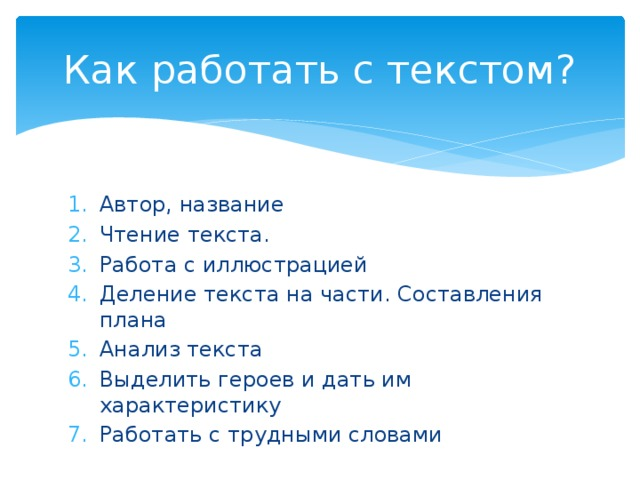 Как работать с текстом?
1. Автор, название
2. Чтение текста.
3. Работа с иллюстрацией
4. Деление текста на части. Составления
плана
5. Анализ текста
6. Выделить героев и дать им
характеристику
7. Работать с трудными словами